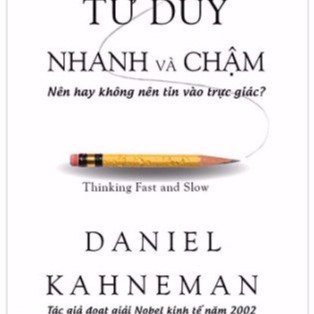 TƯ DUY
NHANH VÀ CHẬM
Nên hay không nên tin vào trực giác?
Thinking Fast and Slow
DANIEL
KAHNEMAN
Tác giả đoạt giải Nobel kinh tế năm 2002